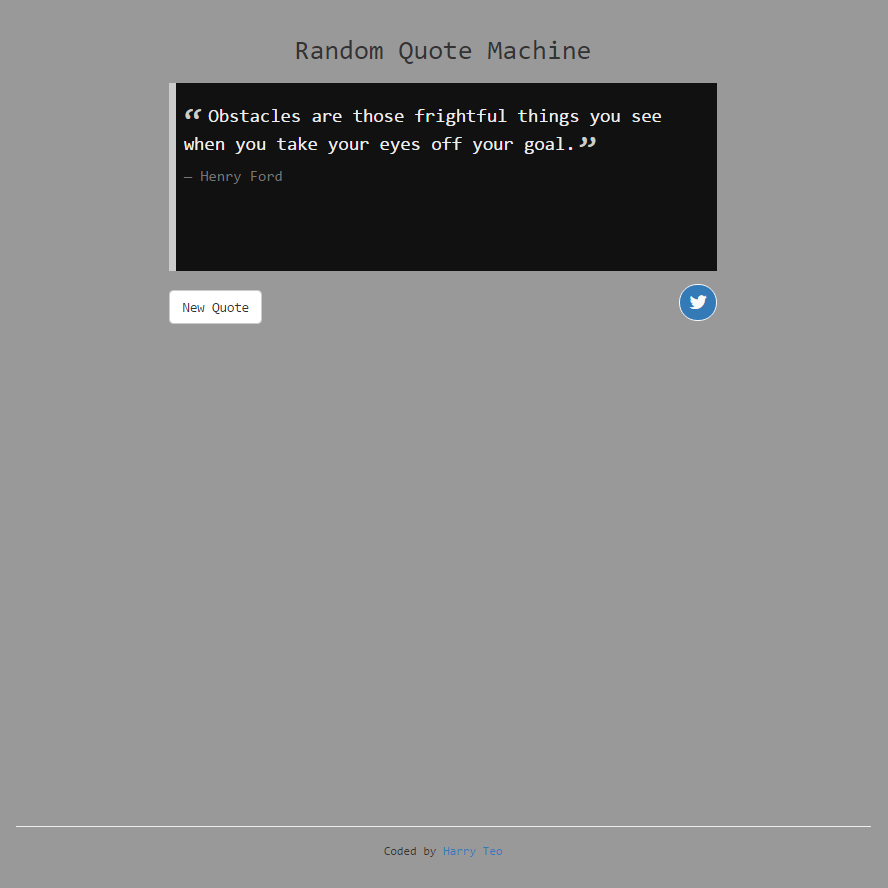 Random Quote Machine
“ Obstacles are those frightful things you see
when you take your eyes off your goal. ”
— Henry Ford
New Quote
Coded by Harry Teo